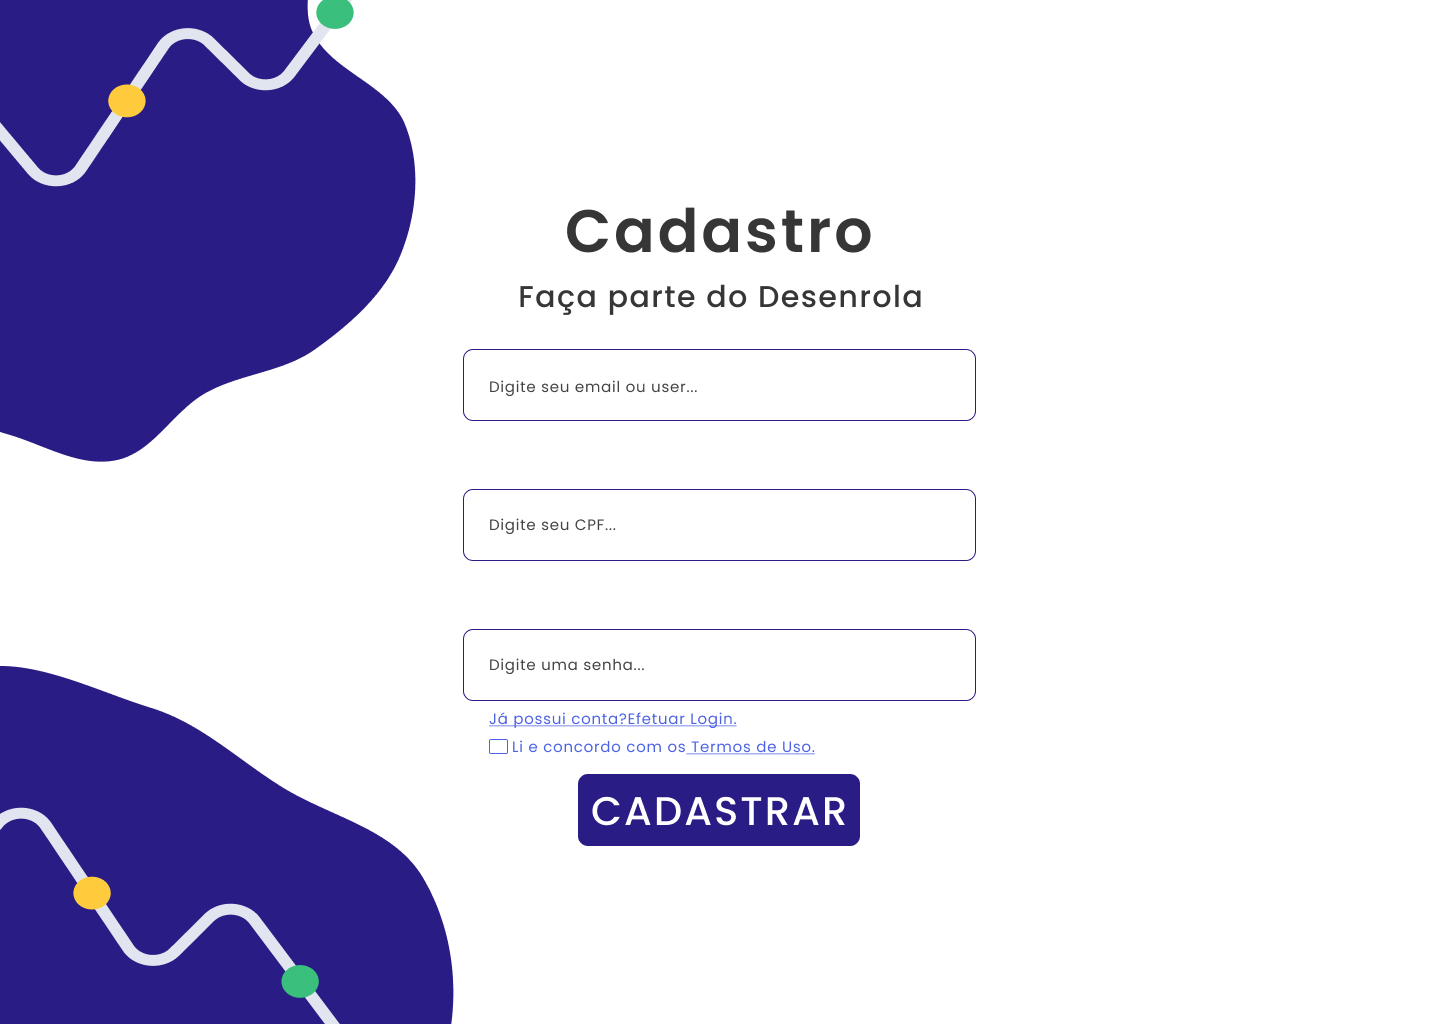 Cadastro
Faça parte do Desenrola
Digite seu email ou user...
Digite seu CPF...
Digite uma senha...
Já possui conta?Efetuar Login.
Li e concordo com os Termos de Uso.
CADASTRAR